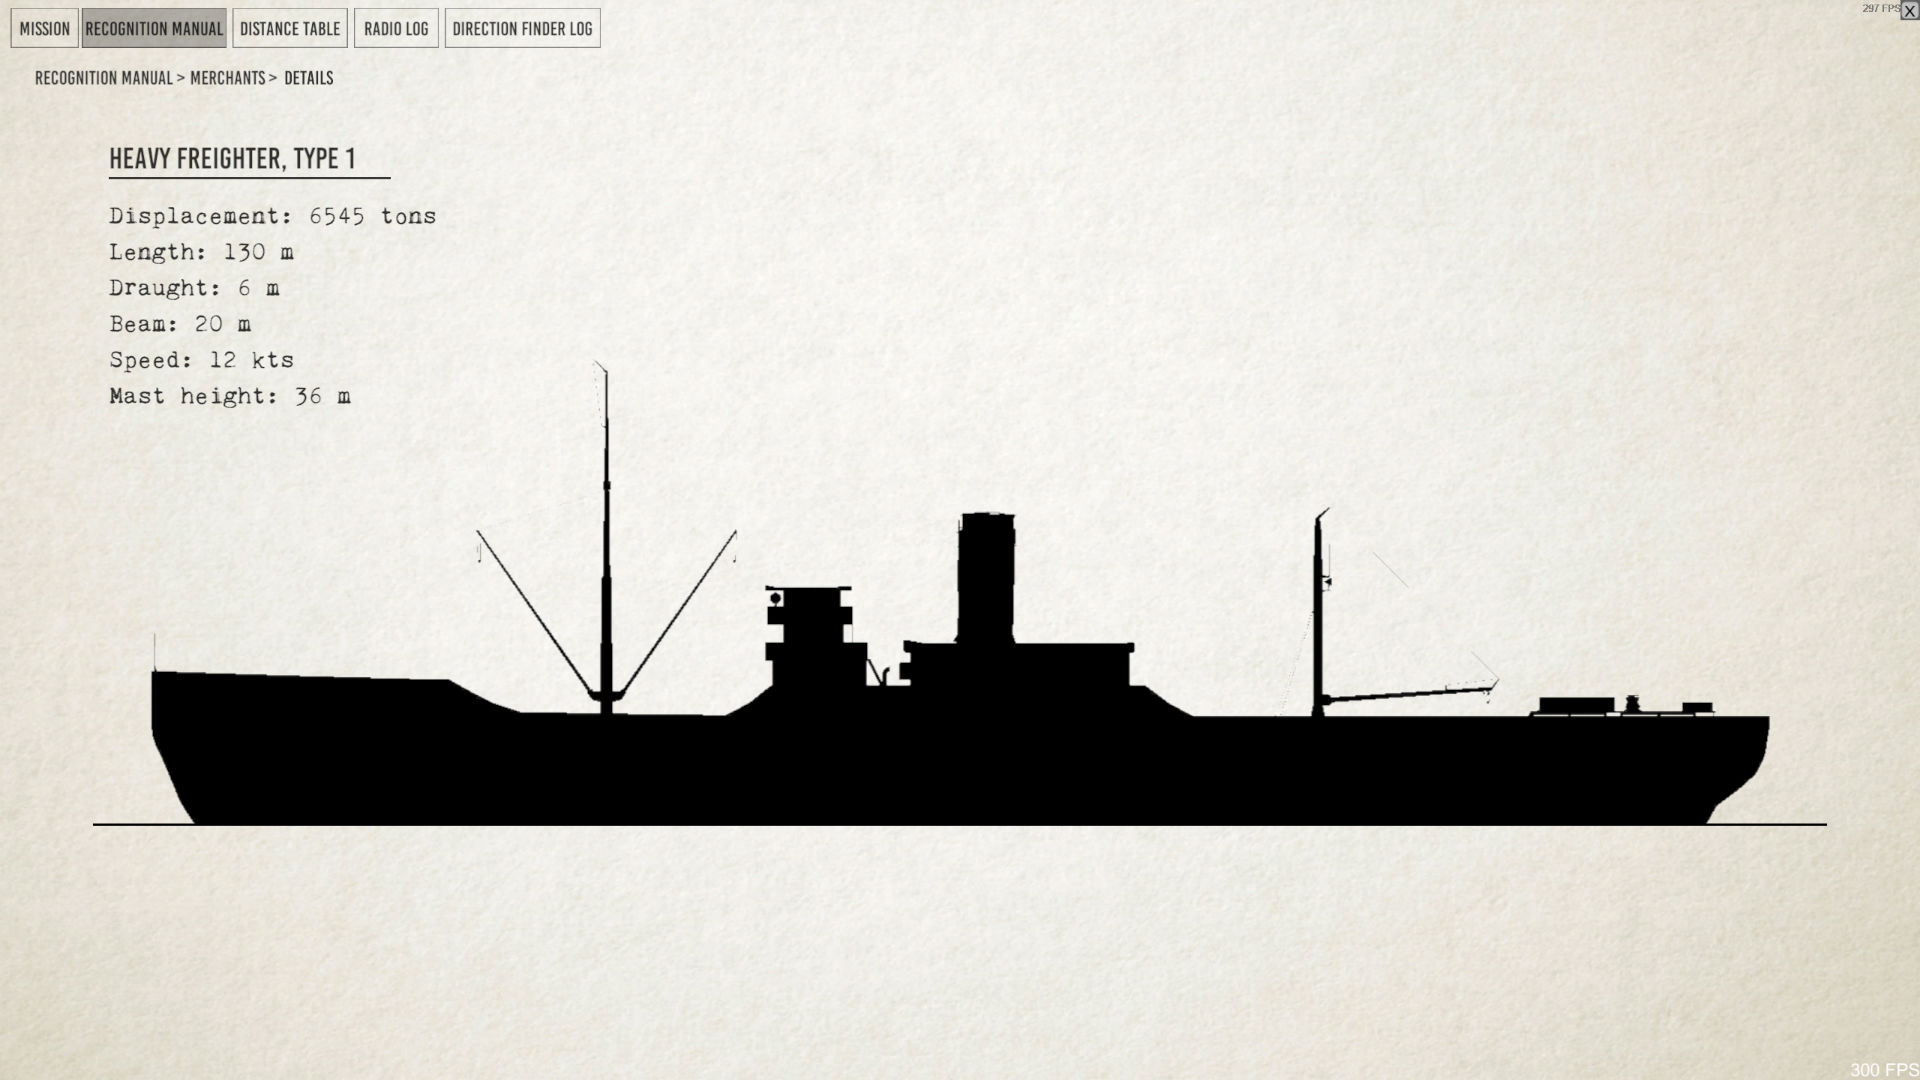 MISSION RECOGNITION MANUAL DISTANCE TABLE RADIO LOG DIRECTION FINDER LOG 297 FPS X
RECOGNITION MANUAL > MERCHANTS > DETAILS
HEAVY FREIGHTER, TYPE 1
Displacement: 6545 tons
Length: 130 m
Draught: 6 m
Beam: 20 m
Speed: 12 kts
Mast height: 36 m
300 FPS